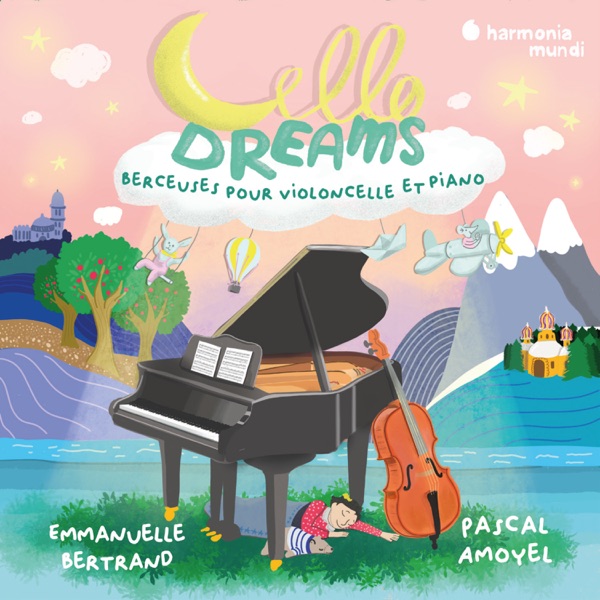 harmonia
mundi
Cello
DREAMS
BERCEUSES POUR VIOLONCELLE ET PiANO
EMMANUELLE
BERTRAND
PASCAL
AMOYEL